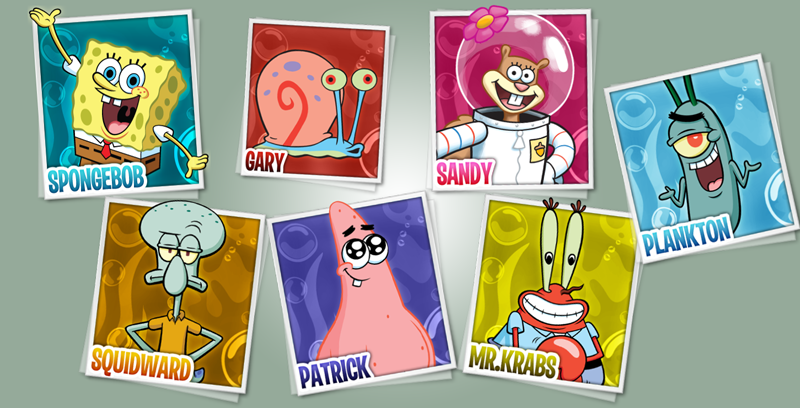 SPONGEBOB
GARY
SANDY
PLANKTON
SQUIDWARD
PATRICK
MR.KRABS